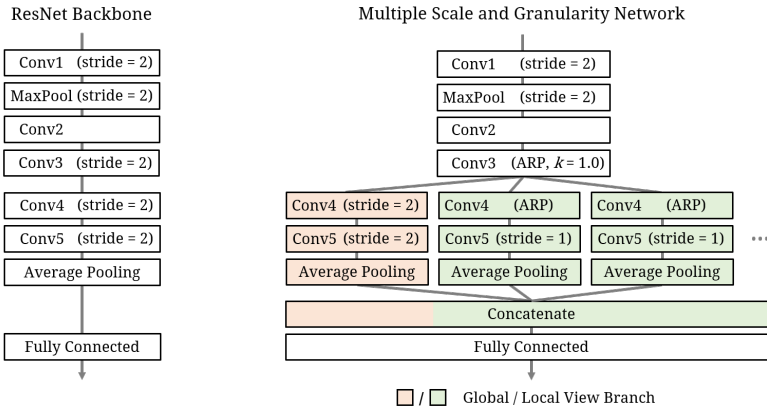 ResNet Backbone
Conv1 (stride = 2)
MaxPool (stride = 2)
Conv2
Conv3 (stride = 2)
Conv4 (stride = 2)
Conv5 (stride = 2)
Average Pooling
Fully Connected
Multiple Scale and Granularity Network
Conv1 (stride = 2)
MaxPool (stride = 2)
Conv2
Conv3 (ARP, k = 1.0)
Conv4 (stride = 2) Conv4 (ARP) Conv4 (ARP)
Conv5 (stride = 2) Conv5 (stride = 1) Conv5 (stride = 1) ...
Average Pooling Average Pooling Average Pooling
Concatenate
Fully Connected
/ Global / Local View Branch